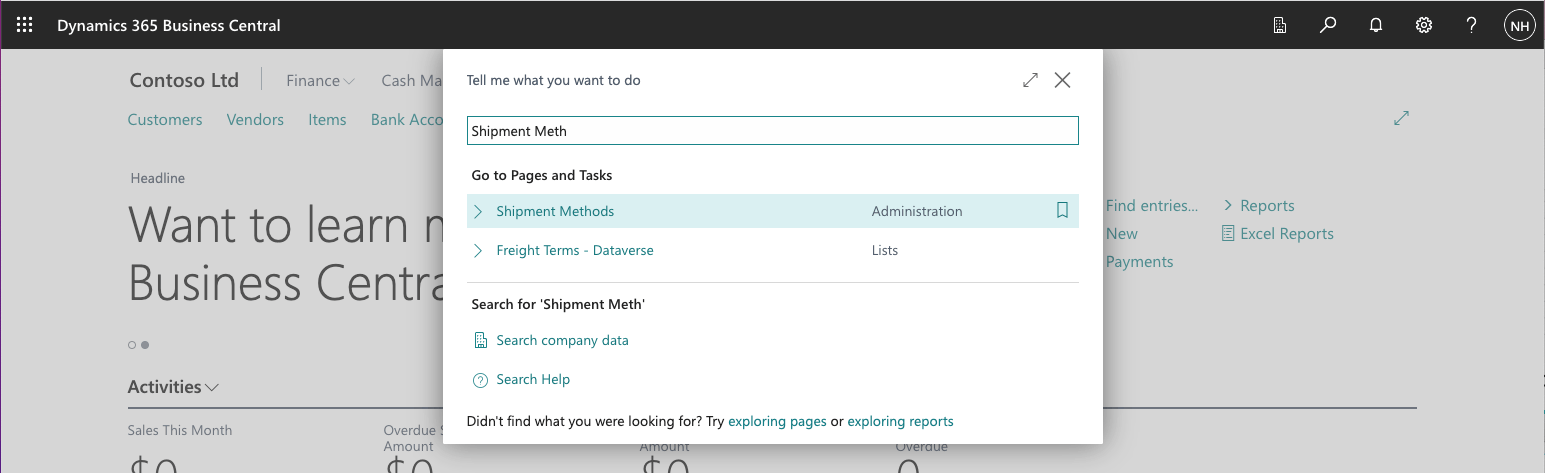 Dynamics 365 Business Central
NH
Contoso Ltd
Finance
Cash Ma
Customers
Vendors
Items
Bank Acco
Headline
Want to learn
Business Centra
Activities
Sales This Month
Overdue S
Amount
Amount
Overdue
$0
$0
$0
0
Tell me what you want to do
Shipment Meth
Go to Pages and Tasks
Shipment Methods Administration
Freight Terms - Dataverse Lists
Search for 'Shipment Meth'
Search company data
Search Help
Didn't find what you were looking for? Try exploring pages or exploring reports
Find entries...
New
Payments
Reports
Excel Reports